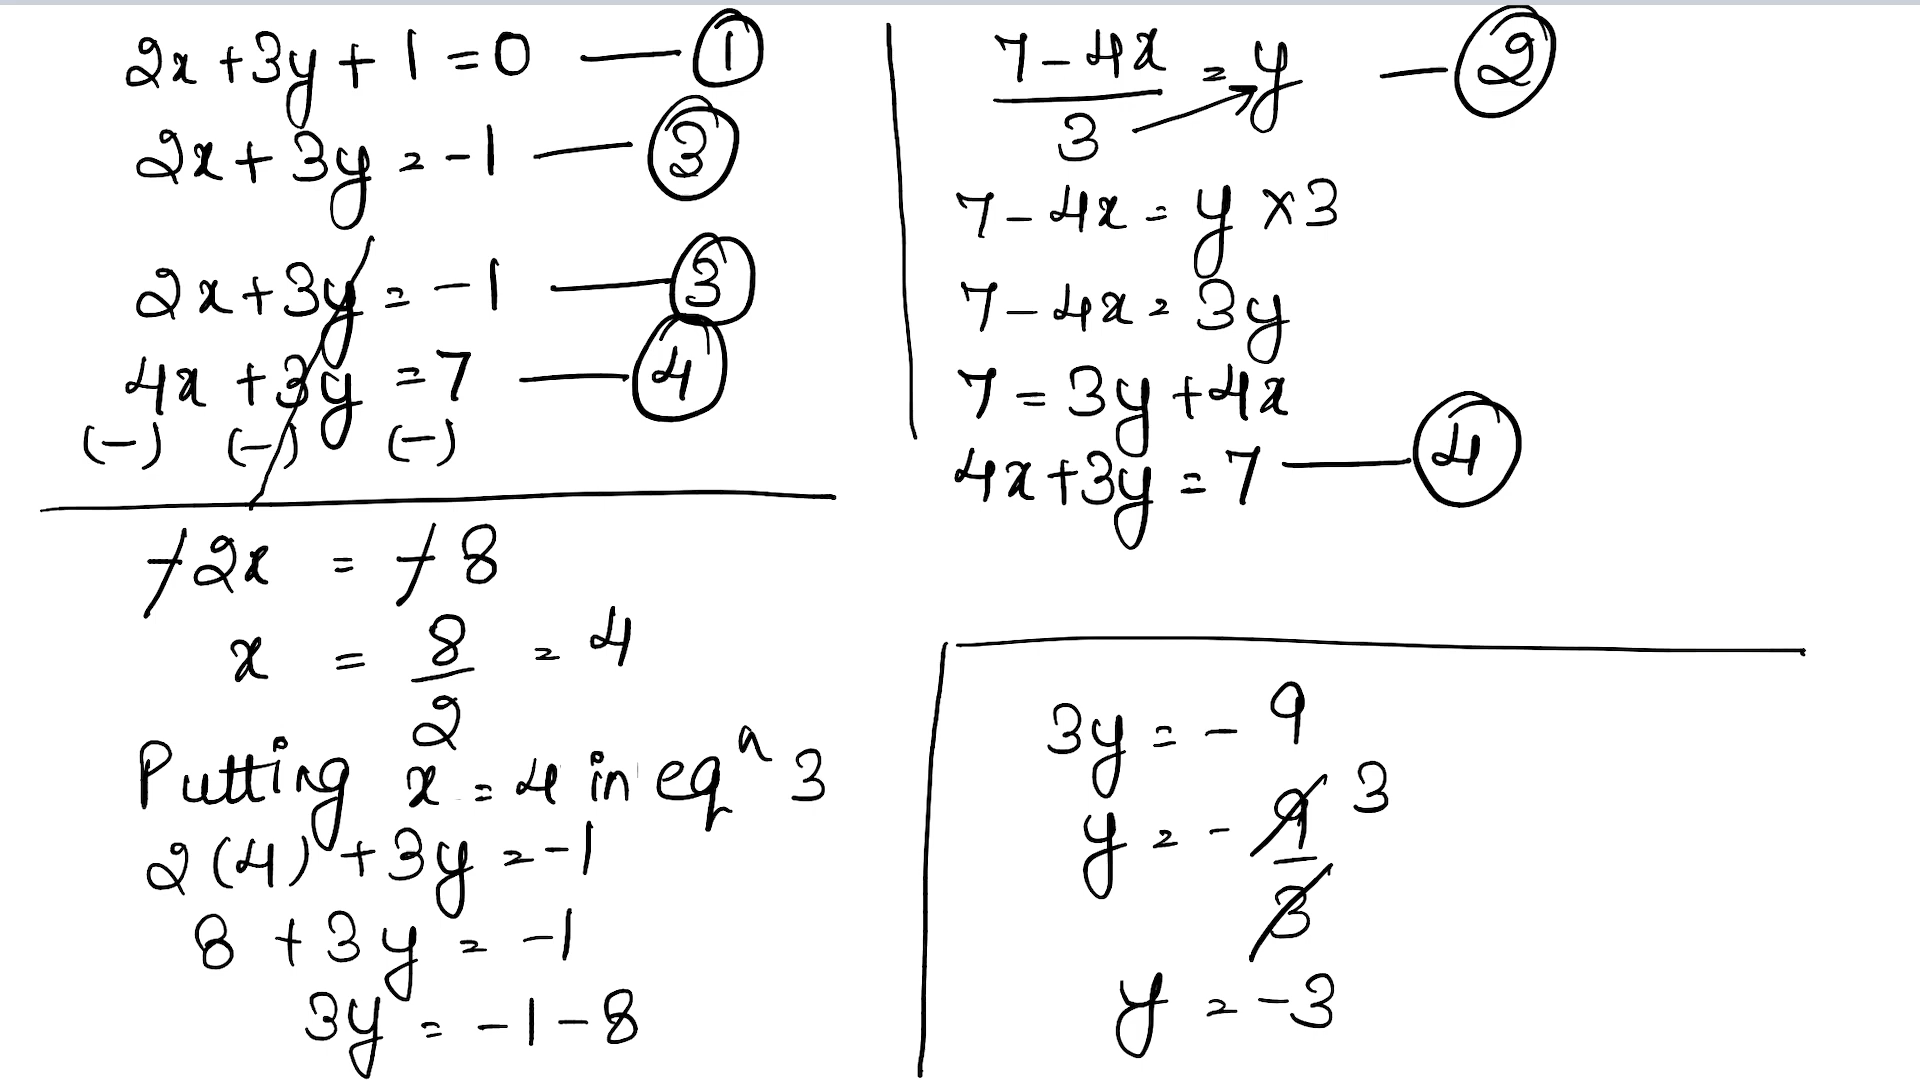 2x + 3y + 1 = 0 — ①
2x + 3y = -1 — ③
2x + 3y = -1 — ③
4x + 3y = 7 — ④
(-) (-) (-)
-2x = -8
x = 8/2 = 4
Putting x = 4 in eqⁿ 3
2(4) + 3y = -1
8 + 3y = -1
3y = -1 - 8
7 - 4x / 3 = y — ②
7 - 4x = y × 3
7 - 4x = 3y
7 = 3y + 4x
4x + 3y = 7 — ④
3y = - 9
y = - 9/3 3
y = -3